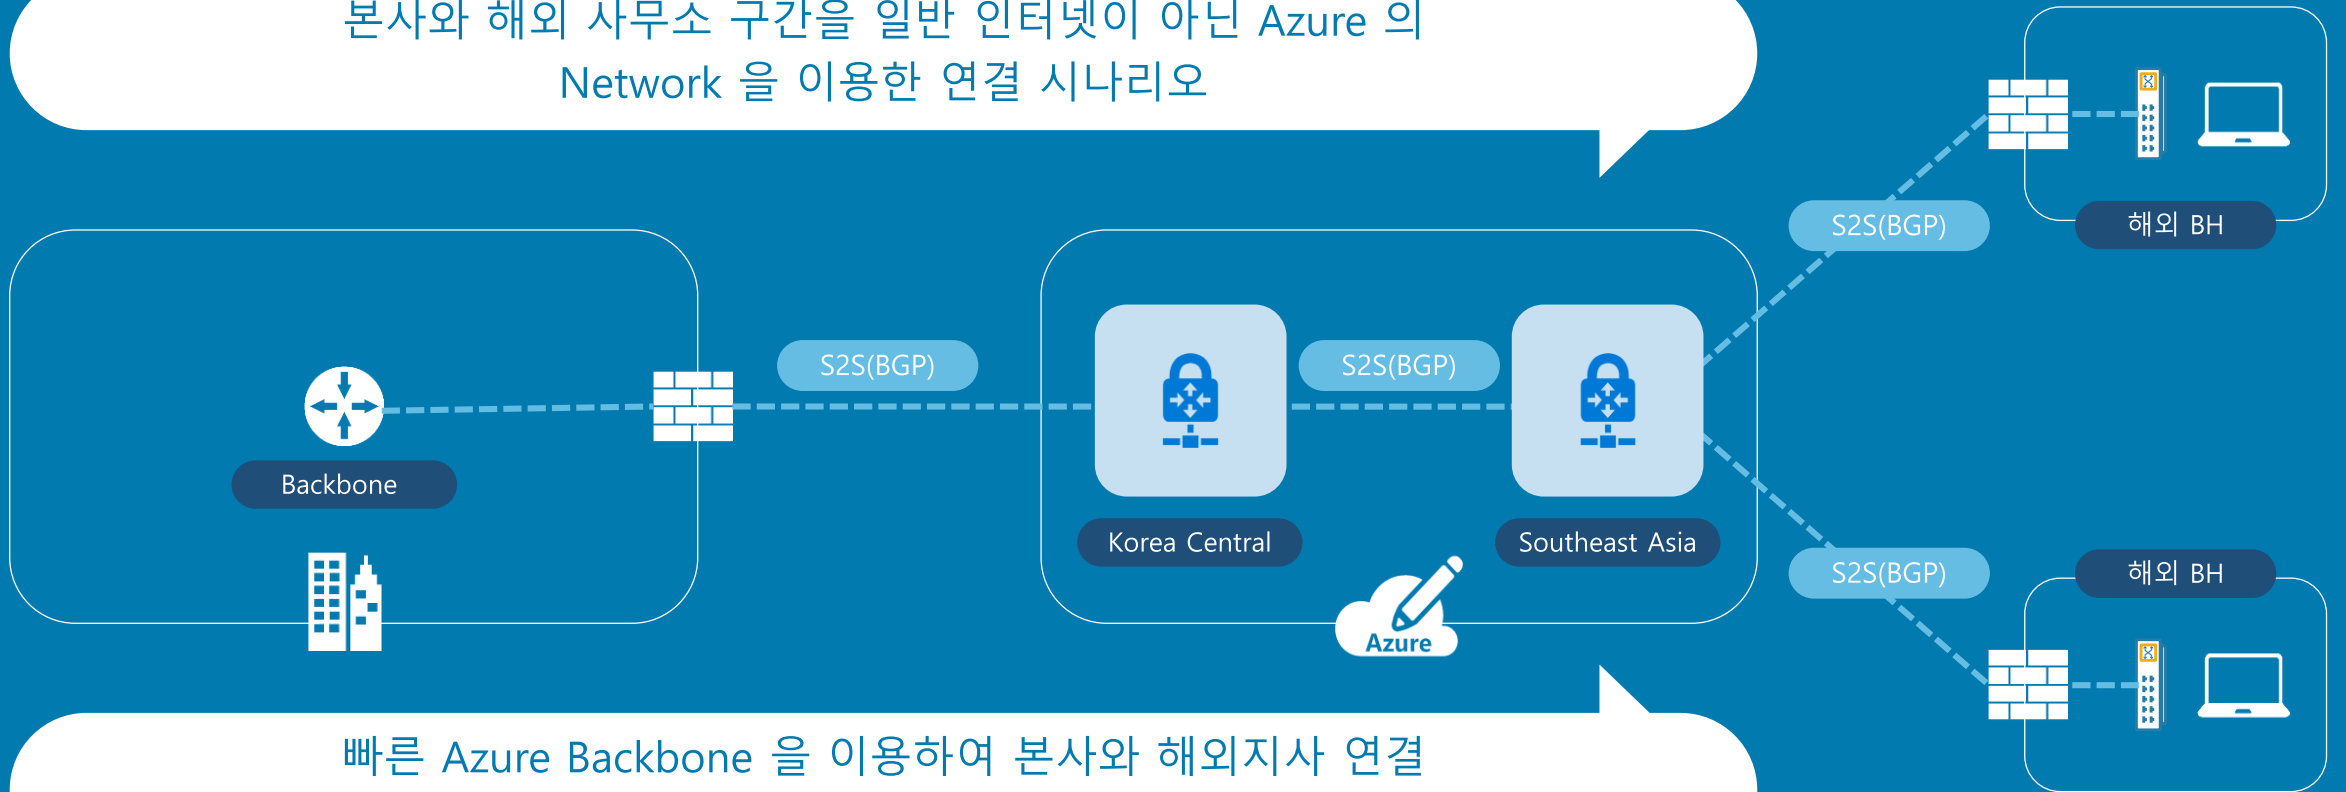 본사와 해외 사무소 구간을 일반 인터넷이 아닌 Azure 의
Network 을 이용한 연결 시나리오
S2S(BGP)
해외 BH
S2S(BGP)
S2S(BGP)
Backbone
Korea Central
Southeast Asia
S2S(BGP)
해외 BH
Azure
빠른 Azure Backbone 을 이용하여 본사와 해외지사 연결